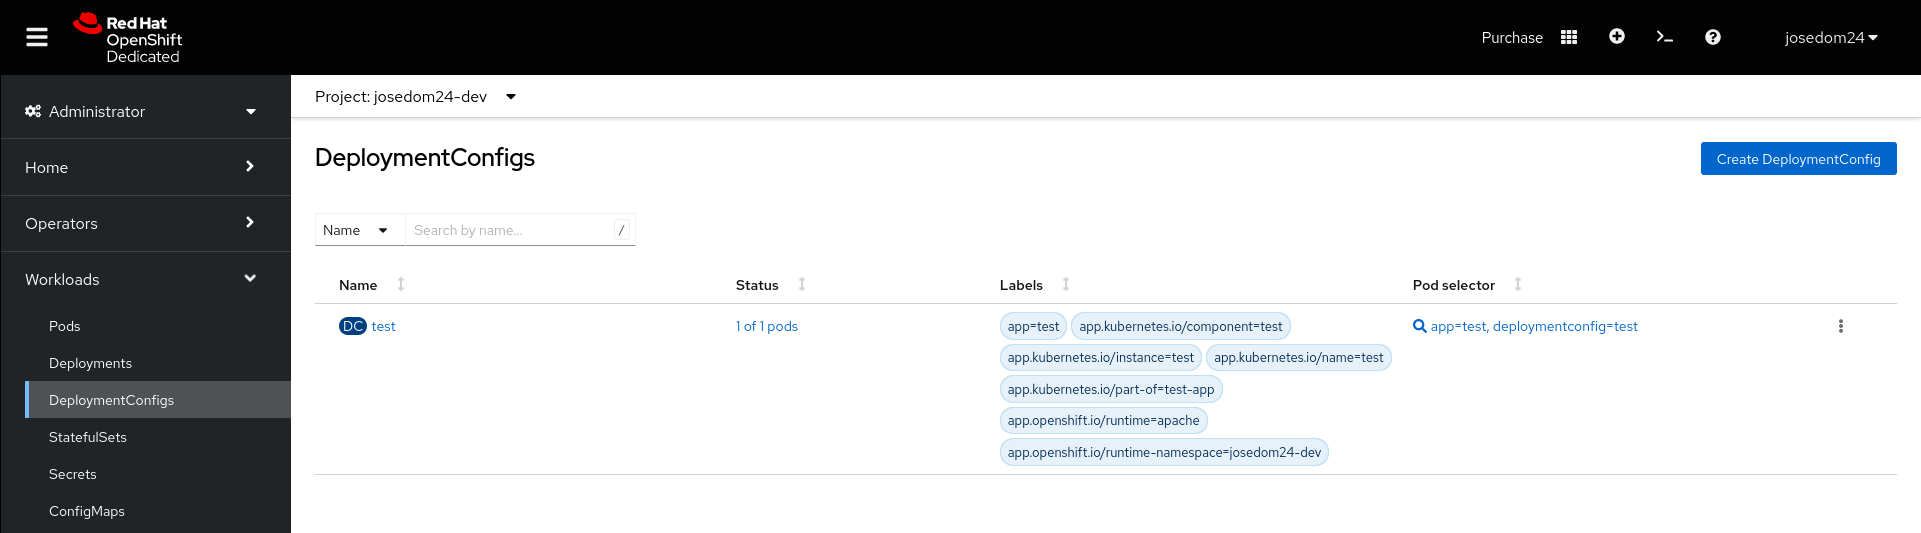 Red Hat
OpenShift
Dedicated
Purchase
josedom24
Administrator
Home
Operators
Workloads
Pods
Deployments
DeploymentConfigs
StatefulSets
Secrets
ConfigMaps
Project: josedom24-dev
DeploymentConfigs
Create DeploymentConfig
Name Search by name... /
Name Status Labels Pod selector
DC test 1 of 1 pods app=test app.kubernetes.io/component=test app=test, deploymentconfig=test
app.kubernetes.io/instance=test app.kubernetes.io/name=test
app.kubernetes.io/part-of=test-app
app.openshift.io/runtime=apache
app.openshift.io/runtime-namespace=josedom24-dev